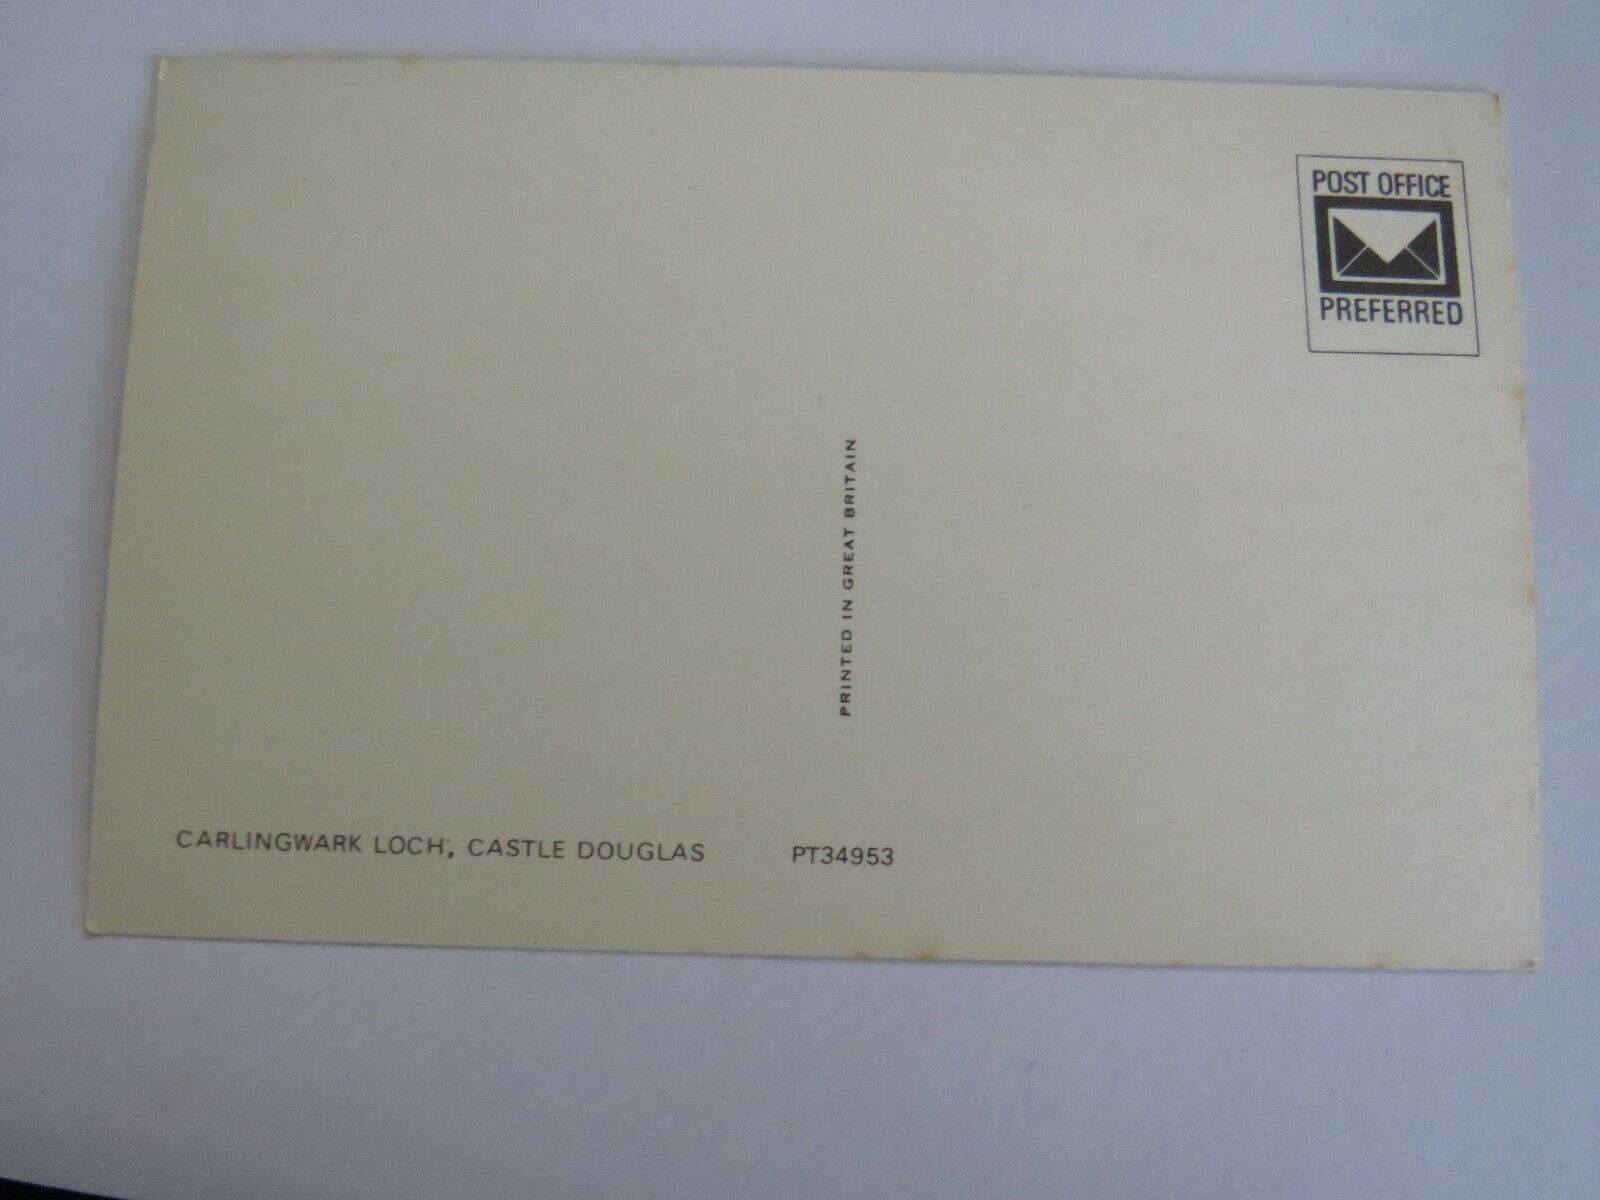 POST OFFICE
PREFERRED
PRINTED IN GREAT BRITAIN
CARLINGWARK LOCH', CASTLE DOUGLAS PT34953